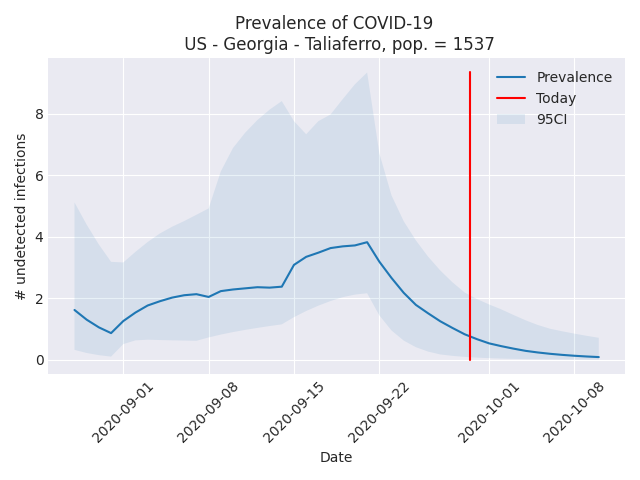 Prevalence of COVID-19
US - Georgia - Taliaferro, pop. = 1537
Prevalence
Today
95CI
# undetected infections
8
6
4
2
0
2020-09-01
2020-09-08
2020-09-15
2020-09-22
2020-10-01
2020-10-08
Date